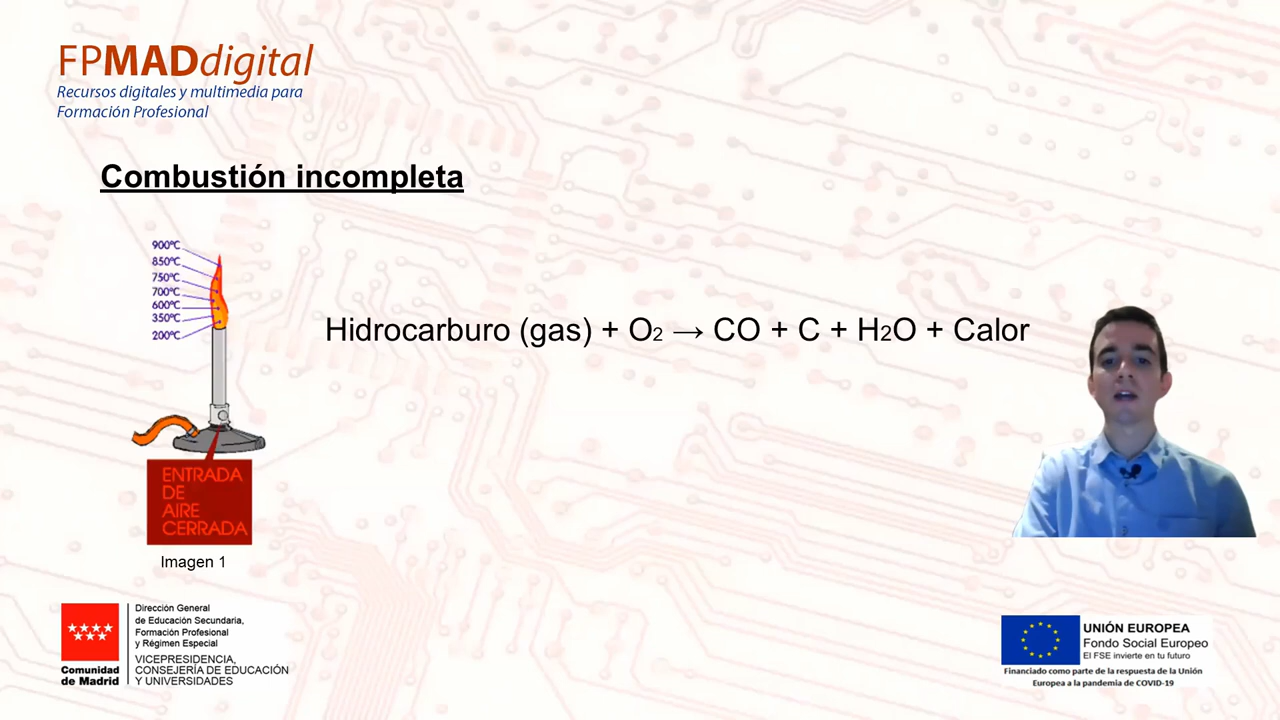 FPMADdigital
Recursos digitales y multimedia para
Formación Profesional
Combustión incompleta
900ºC
850ºC
750ºC
700ºC
600ºC
350ºC
200ºC
Hidrocarburo (gas) + O2 → CO + C + H2O + Calor
ENTRADA
DE
AIRE
CERRADA
Imagen 1
Comunidad
de Madrid
Dirección General
de Educación Secundaria,
Formación Profesional
y Régimen Especial
VICEPRESIDENCIA,
CONSEJERÍA DE EDUCACIÓN
Y UNIVERSIDADES
UNIÓN EUROPEA
Fondo Social Europeo
El FSE invierte en tu futuro
Financiado como parte de la respuesta de la Unión
Europea a la pandemia de COVID-19